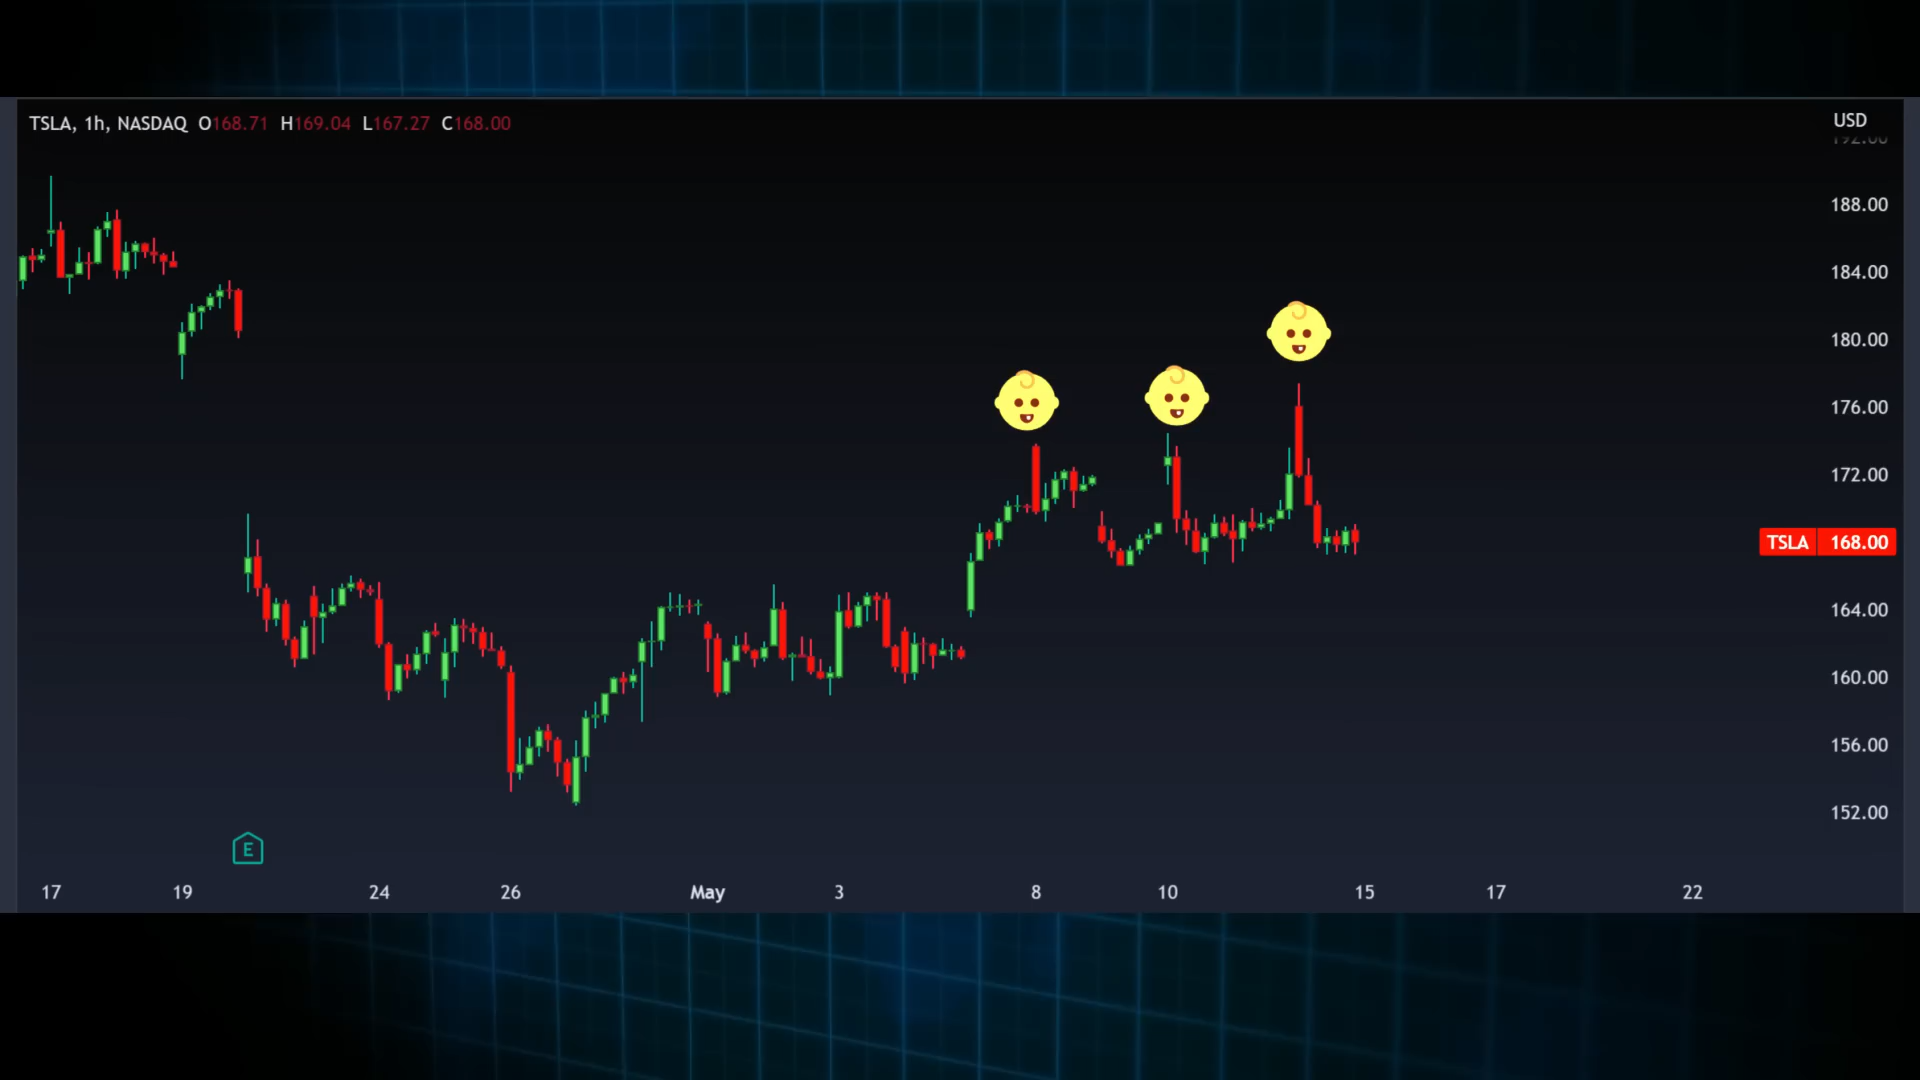 TSLA, 1h, NASDAQ O168.71 H169.04 L167.27 C168.00
USD
192.00
188.00
184.00
180.00
176.00
172.00
TSLA 168.00
164.00
160.00
156.00
152.00
E
17 19 24 26 May 3 8 10 15 17 22